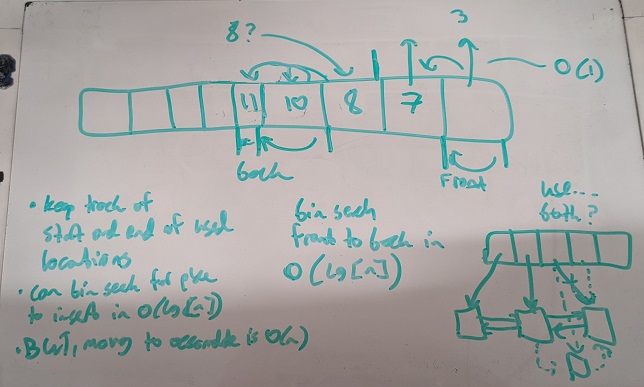 3
8?
O(1)
11 10 8 7
back
Front
• keep track of
start and end of used
locations
• can bin seach for place
to insert in O(lg[n])
• BUT, moving to accomodate is O(n)
bin seach
front to back in
O(lg[n])
use...
both?